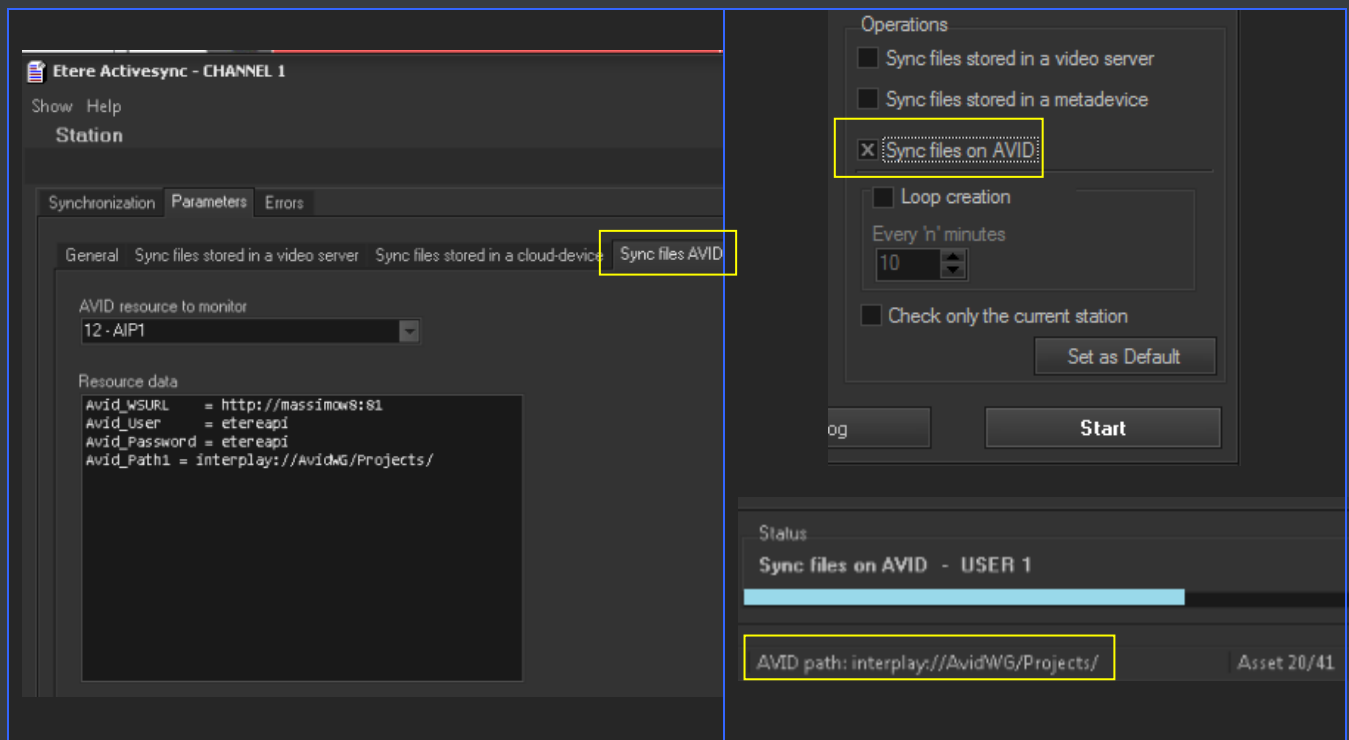 Etere Activesync - CHANNEL 1
Show Help
Station
Synchronization Parameters Errors
General Sync files stored in a video server Sync files stored in a cloud-device Sync files AVID
AVID resource to monitor
12 - AIP1
Resource data
Avid_WSURL = http://massimow8:81
Avid_User = etereapi
Avid_Password = etereapi
Avid_Path1 = interplay://AvidWG/Projects/
Operations
Sync files stored in a video server
Sync files stored in a metadevice
Sync files on AVID
Loop creation
Every 'n' minutes
10
Check only the current station
Set as Default
og
Start
Status
Sync files on AVID - USER 1
AVID path: interplay://AvidWG/Projects/
Asset 20/41